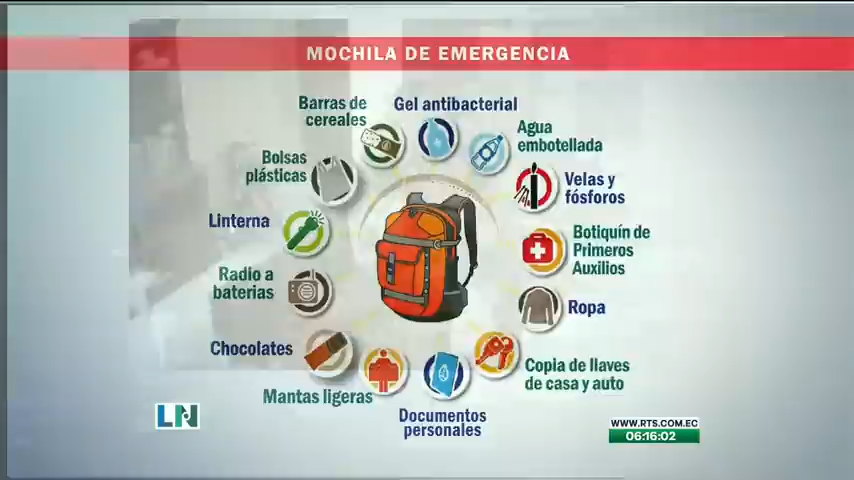 MOCHILA DE EMERGENCIA
Barras de
cereales
Gel antibacterial
Agua
embotellada
Bolsas
plásticas
Velas y
fósforos
Linterna
Botiquín de
Primeros
Auxilios
Radio a
baterias
Ropa
Chocolates
Copia de llaves
de casa y auto
Mantas ligeras
Documentos
personales
LN
WWW.RTS.COM.EC
06:16:02